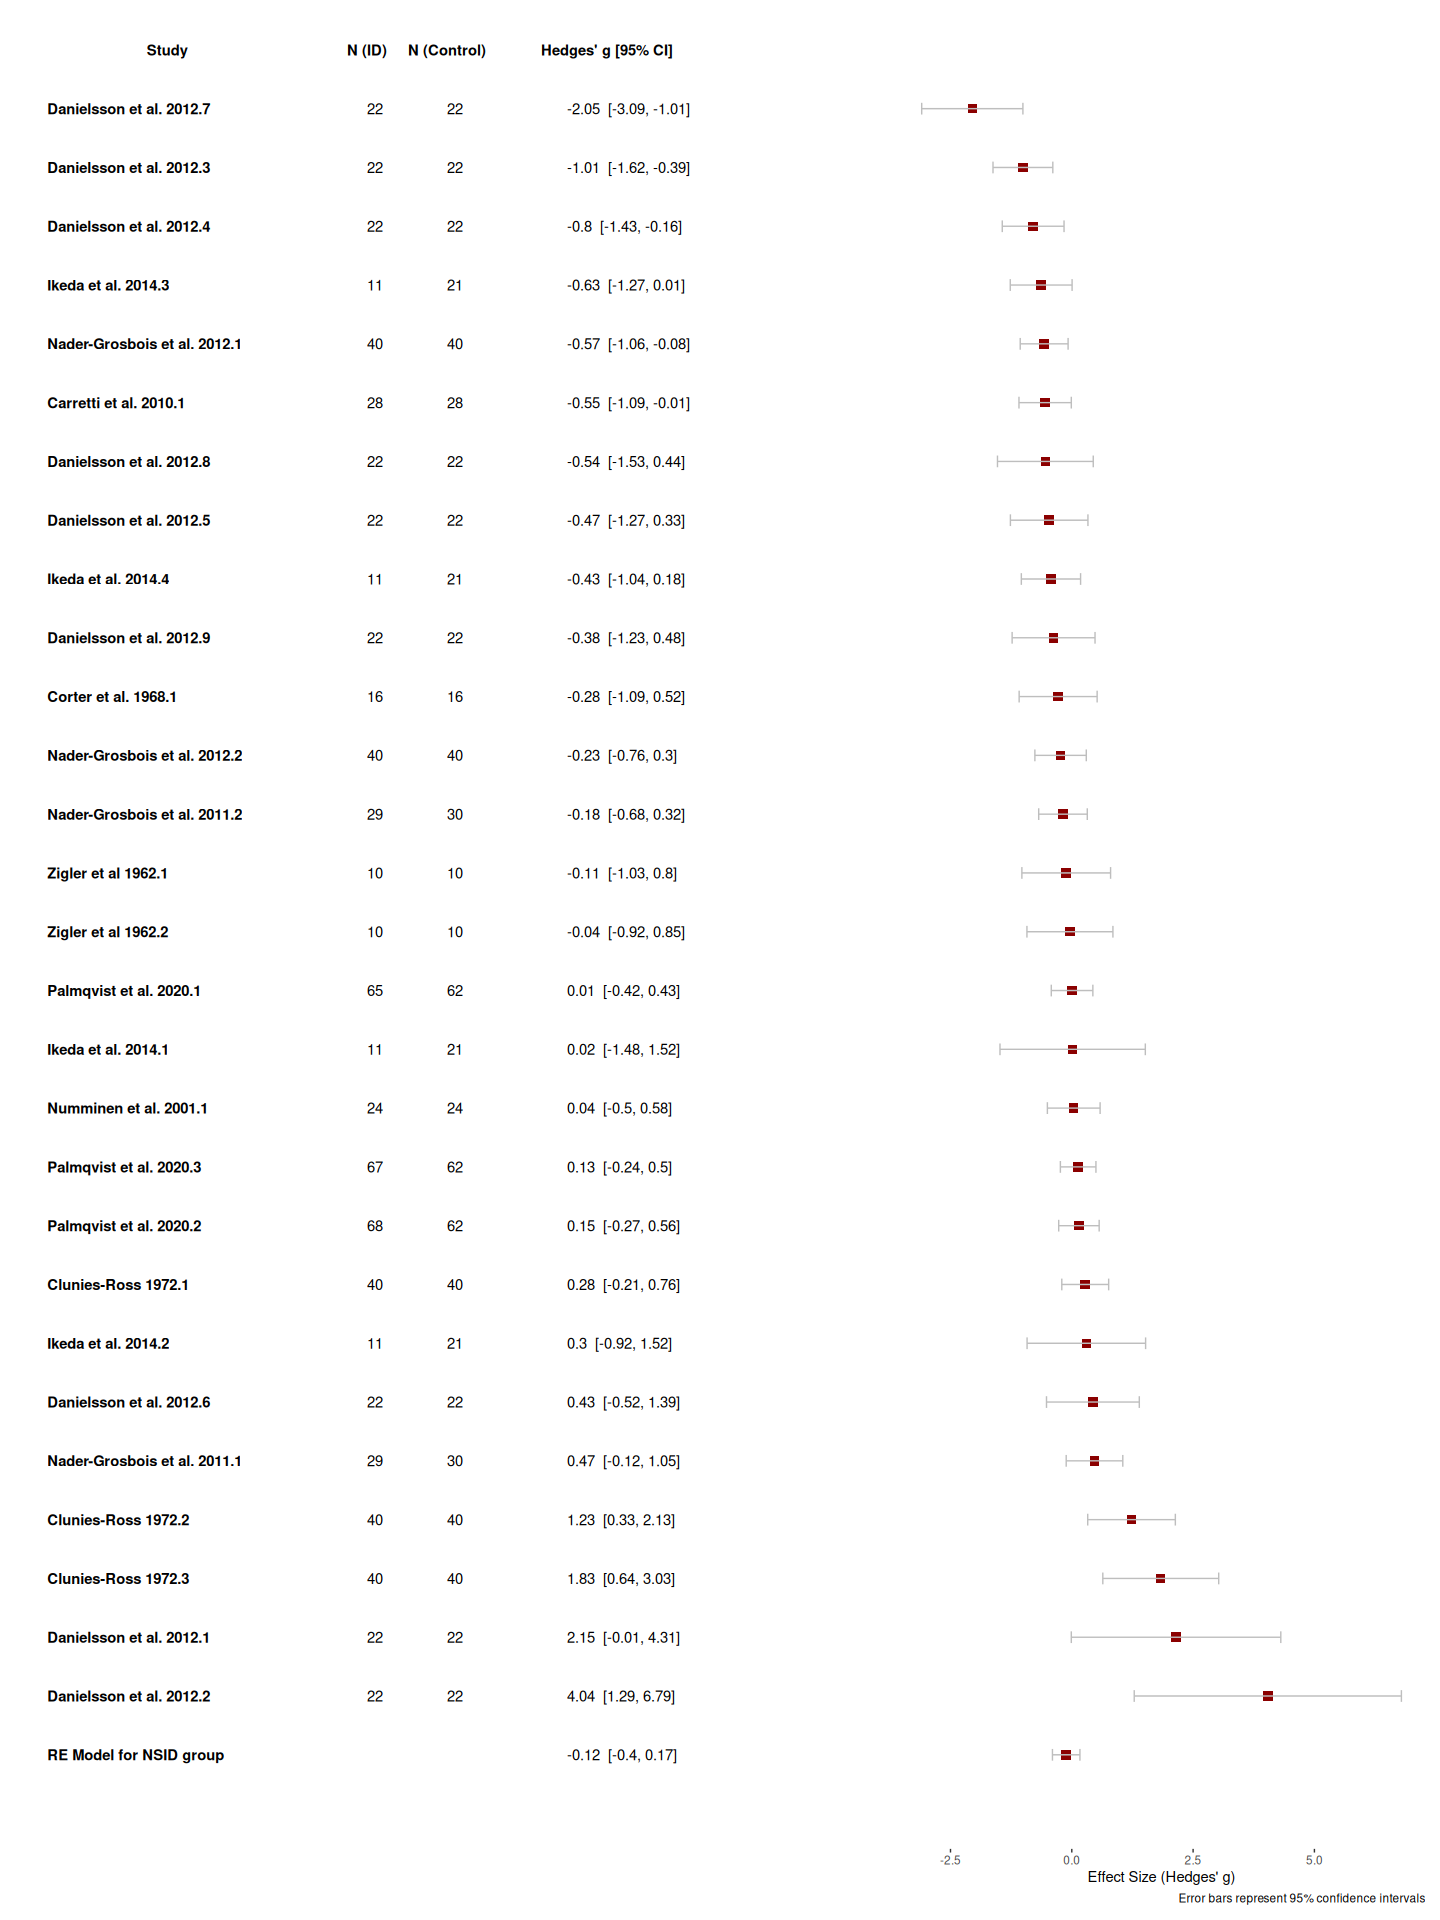 Study N (ID) N (Control) Hedges' g [95% CI]
Danielsson et al. 2012.7 22 22 -2.05 [-3.09, -1.01]
Danielsson et al. 2012.3 22 22 -1.01 [-1.62, -0.39]
Danielsson et al. 2012.4 22 22 -0.8 [-1.43, -0.16]
Ikeda et al. 2014.3 11 21 -0.63 [-1.27, 0.01]
Nader-Grosbois et al. 2012.1 40 40 -0.57 [-1.06, -0.08]
Carretti et al. 2010.1 28 28 -0.55 [-1.09, -0.01]
Danielsson et al. 2012.8 22 22 -0.54 [-1.53, 0.44]
Danielsson et al. 2012.5 22 22 -0.47 [-1.27, 0.33]
Ikeda et al. 2014.4 11 21 -0.43 [-1.04, 0.18]
Danielsson et al. 2012.9 22 22 -0.38 [-1.23, 0.48]
Corter et al. 1968.1 16 16 -0.28 [-1.09, 0.52]
Nader-Grosbois et al. 2012.2 40 40 -0.23 [-0.76, 0.3]
Nader-Grosbois et al. 2011.2 29 30 -0.18 [-0.68, 0.32]
Zigler et al 1962.1 10 10 -0.11 [-1.03, 0.8]
Zigler et al 1962.2 10 10 -0.04 [-0.92, 0.85]
Palmqvist et al. 2020.1 65 62 0.01 [-0.42, 0.43]
Ikeda et al. 2014.1 11 21 0.02 [-1.48, 1.52]
Numminen et al. 2001.1 24 24 0.04 [-0.5, 0.58]
Palmqvist et al. 2020.3 67 62 0.13 [-0.24, 0.5]
Palmqvist et al. 2020.2 68 62 0.15 [-0.27, 0.56]
Clunies-Ross 1972.1 40 40 0.28 [-0.21, 0.76]
Ikeda et al. 2014.2 11 21 0.3 [-0.92, 1.52]
Danielsson et al. 2012.6 22 22 0.43 [-0.52, 1.39]
Nader-Grosbois et al. 2011.1 29 30 0.47 [-0.12, 1.05]
Clunies-Ross 1972.2 40 40 1.23 [0.33, 2.13]
Clunies-Ross 1972.3 40 40 1.83 [0.64, 3.03]
Danielsson et al. 2012.1 22 22 2.15 [-0.01, 4.31]
Danielsson et al. 2012.2 22 22 4.04 [1.29, 6.79]
RE Model for NSID group -0.12 [-0.4, 0.17]
-2.5 0.0 2.5 5.0
Effect Size (Hedges' g)
Error bars represent 95% confidence intervals